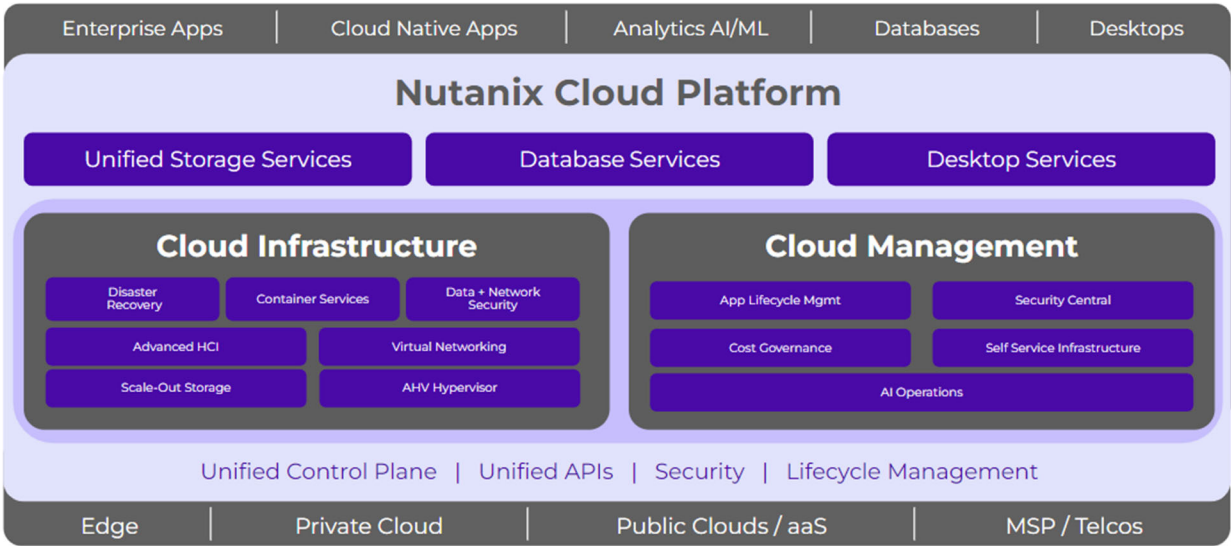 Enterprise Apps | Cloud Native Apps | Analytics AI/ML | Databases | Desktops
Nutanix Cloud Platform
Unified Storage Services
Database Services
Desktop Services
Cloud Infrastructure
Disaster
Recovery
Container Services
Data + Network
Security
Advanced HCI
Virtual Networking
Scale-Out Storage
AHV Hypervisor
Cloud Management
App Lifecycle Mgmt
Security Central
Cost Governance
Self Service Infrastructure
AI Operations
Unified Control Plane | Unified APIs | Security | Lifecycle Management
Edge | Private Cloud | Public Clouds / aaS | MSP / Telcos